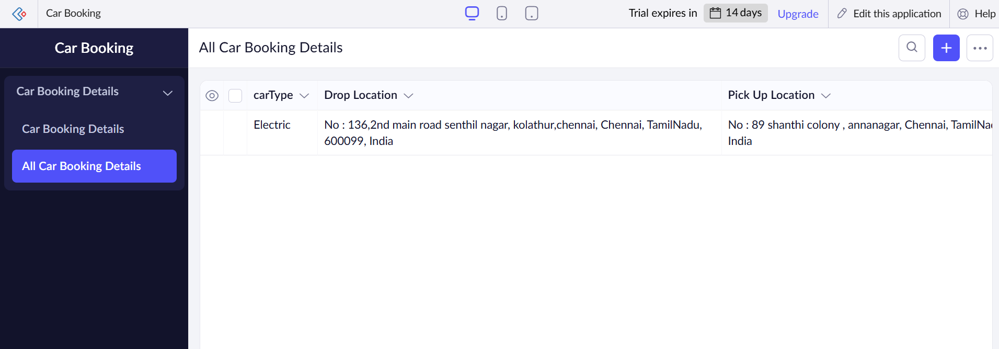 Car Booking
Trial expires in 14 days Upgrade Edit this application Help
Car Booking
All Car Booking Details
Car Booking Details
Car Booking Details
All Car Booking Details
carType Drop Location Pick Up Location
Electric No : 136,2nd main road senthil nagar, kolathur,chennai, Chennai, TamilNadu, No : 89 shanthi colony , annanagar, Chennai, TamilNa
600099, India India